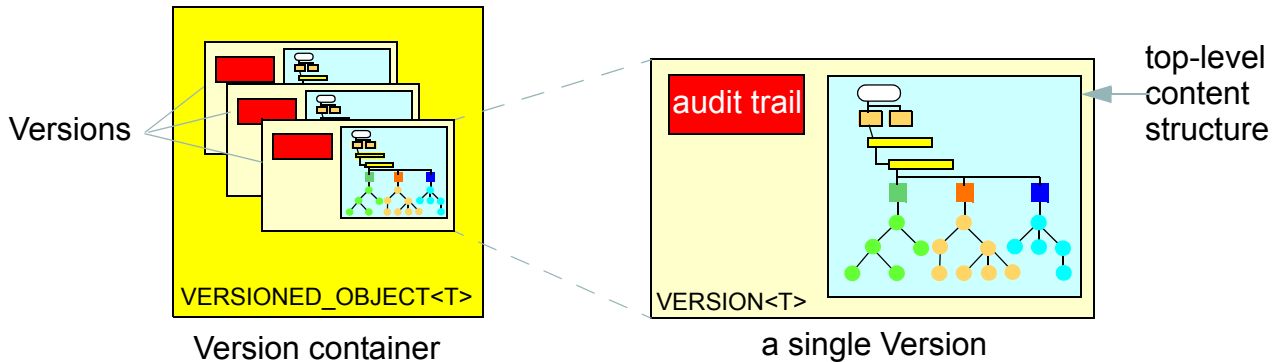 Versions
VERSIONED_OBJECT<T>
Version container
audit trail
VERSION<T>
a single Version
top-level
content
structure